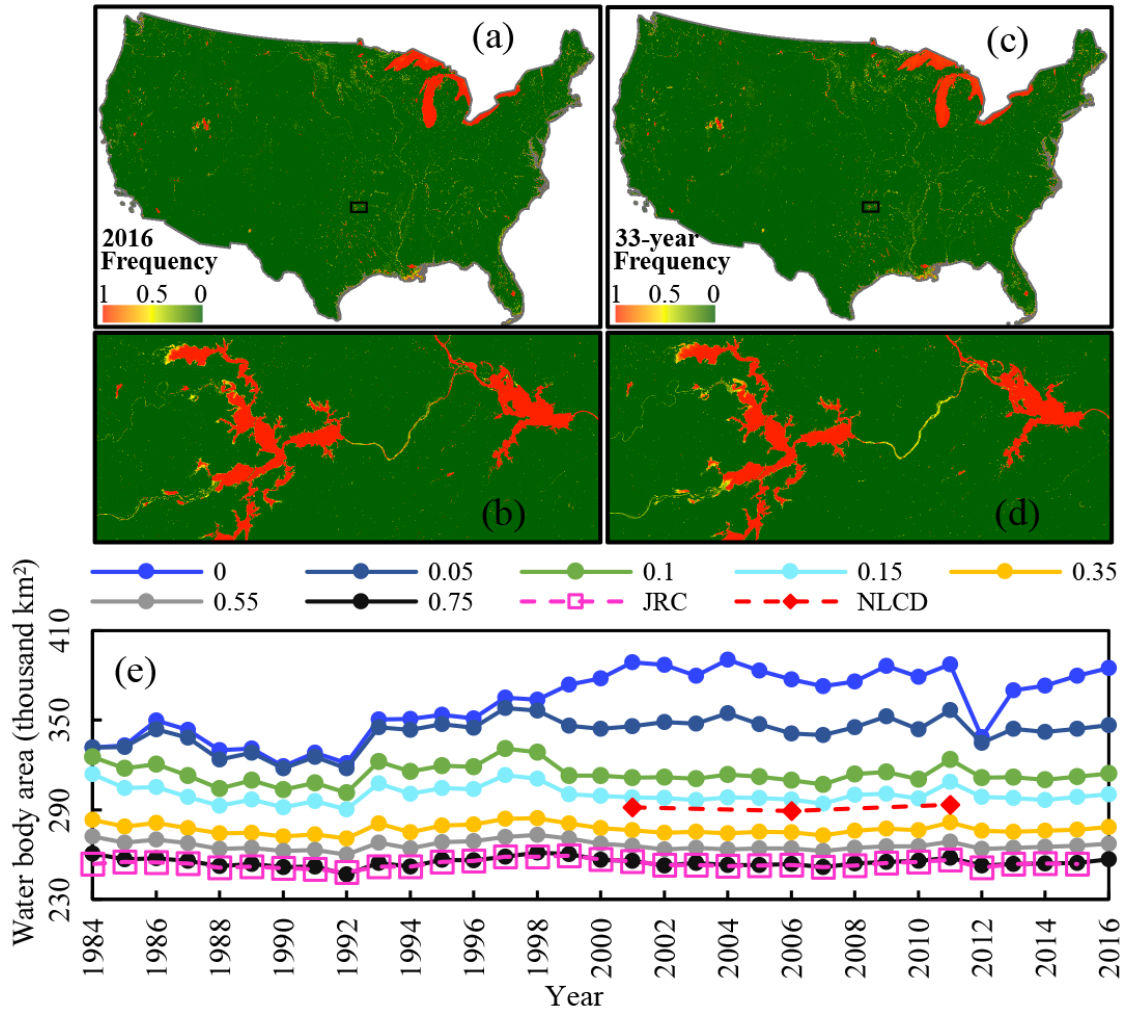 (a)
2016
Frequency
1 0.5 0
(c)
33-year
Frequency
1 0.5 0
(b)
(d)
0 0.05 0.1 0.15 0.35
0.55 0.75 JRC NLCD
Water body area (thousand km²)
410
350
290
230
(e)
1984 1986 1988 1990 1992 1994 1996 1998 2000 2002 2004 2006 2008 2010 2012 2014 2016
Year